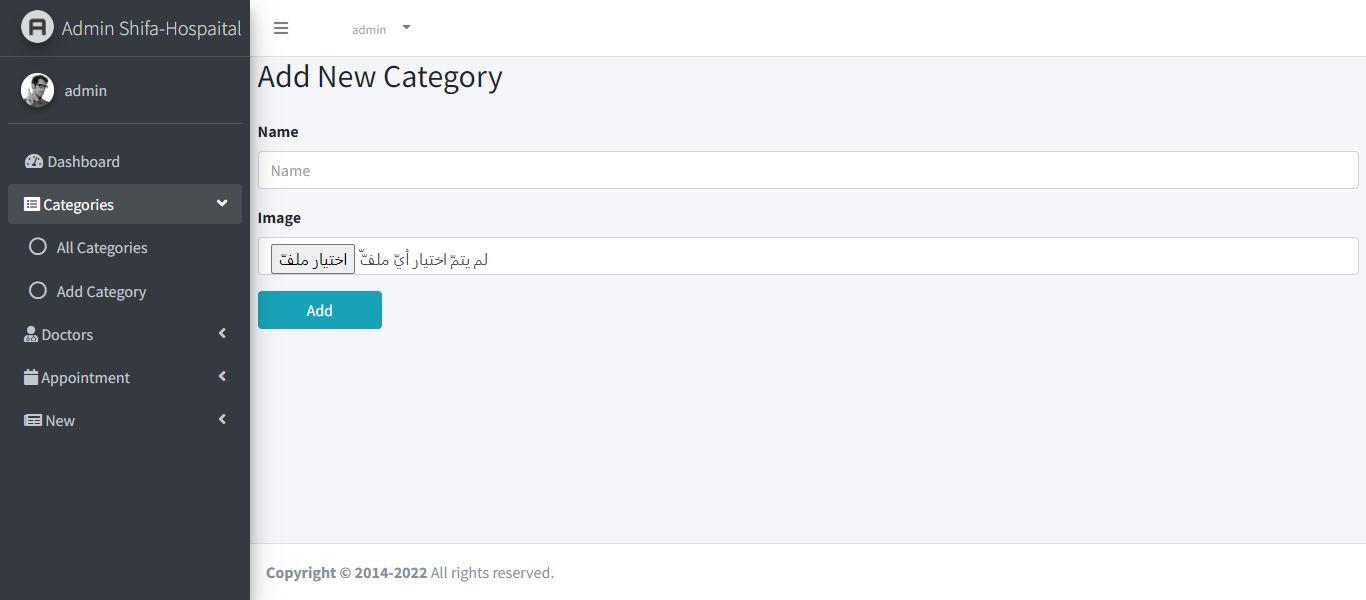 Admin Shifa-Hospaital
admin
admin
Dashboard
Categories
All Categories
Add Category
Doctors
Appointment
New
Add New Category
Name
Name
Image
اختيار ملفّ لم يتمّ اختيار أيّ ملفّّ
Add
Copyright © 2014-2022 All rights reserved.